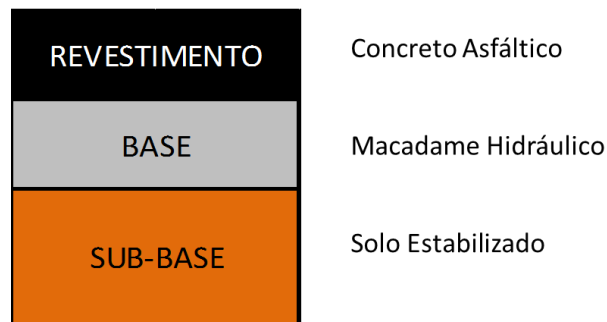 REVESTIMENTO
Concreto Asfáltico
BASE
Macadame Hidráulico
SUB-BASE
Solo Estabilizado